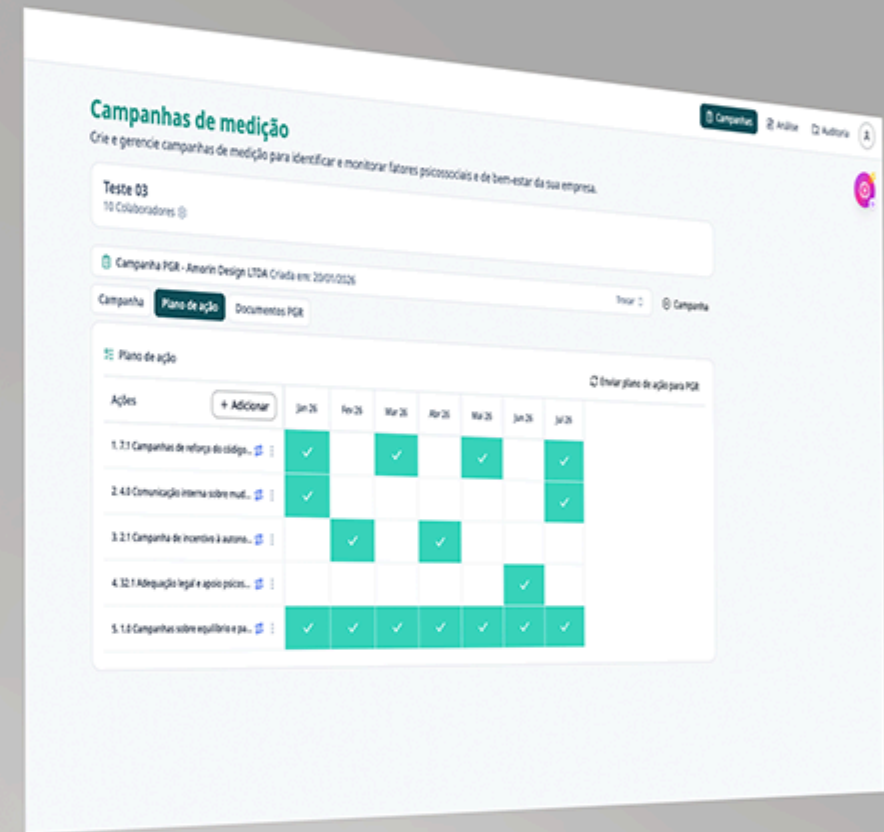 Campanhas
Análise
Auditoria
Campanhas de medição
Crie e gerencie campanhas de medição para identificar e monitorar fatores psicossociais e de bem-estar da sua empresa.
Teste 03
10 Colaboradores
Campanha PGR - Amorin Design LTDA Criada em: 20/01/2026
Trocar
Campanha
Campanha
Plano de ação
Documentos PGR
Plano de ação
Enviar plano de ação para PGR
Ações
+ Adicionar
Jan 26
Fev 26
Mar 26
Abr 26
Mai 26
Jun 26
Jul 26
1. 7.1 Campanhas de reforço do código...
2. 4.0 Comunicação interna sobre mud...
3. 2.1 Campanha de incentivo à autono...
4. 32.1 Adequação legal e apoio psicos...
5. 1.0 Campanhas sobre equilíbrio e pa...